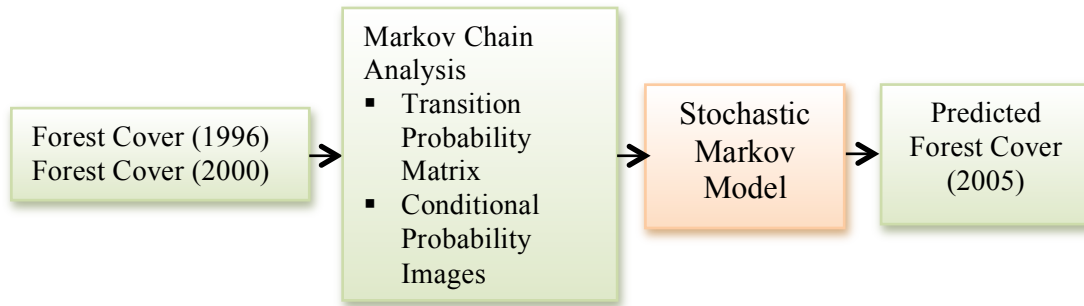 Forest Cover (1996)
Forest Cover (2000)
Markov Chain
Analysis
▪ Transition
Probability
Matrix
▪ Conditional
Probability
Images
Stochastic
Markov
Model
Predicted
Forest Cover
(2005)